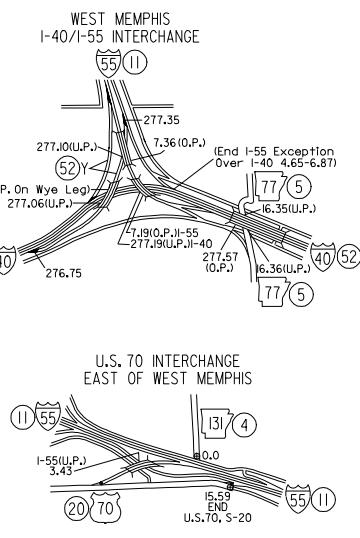 WEST MEMPHIS
I-40/I-55 INTERCHANGE
55 11
277.35
277.10(U.P.)
7.36(O.P.)
52 Y
(End I-55 Exception
Over I-40 4.65-6.87)
P. On Wye Leg)
277.06(U.P.)
77 5
16.35(U.P.)
7.19(O.P.)I-55
277.19(U.P.)I-40
277.57
(O.P.)
16.36(U.P.)
40 52
40
276.75
77 5
U.S. 70 INTERCHANGE
EAST OF WEST MEMPHIS
11 55
131 4
I-55(U.P.)
3.43
0.0
15.59
END
U.S.70, S-20
55 11
20 70